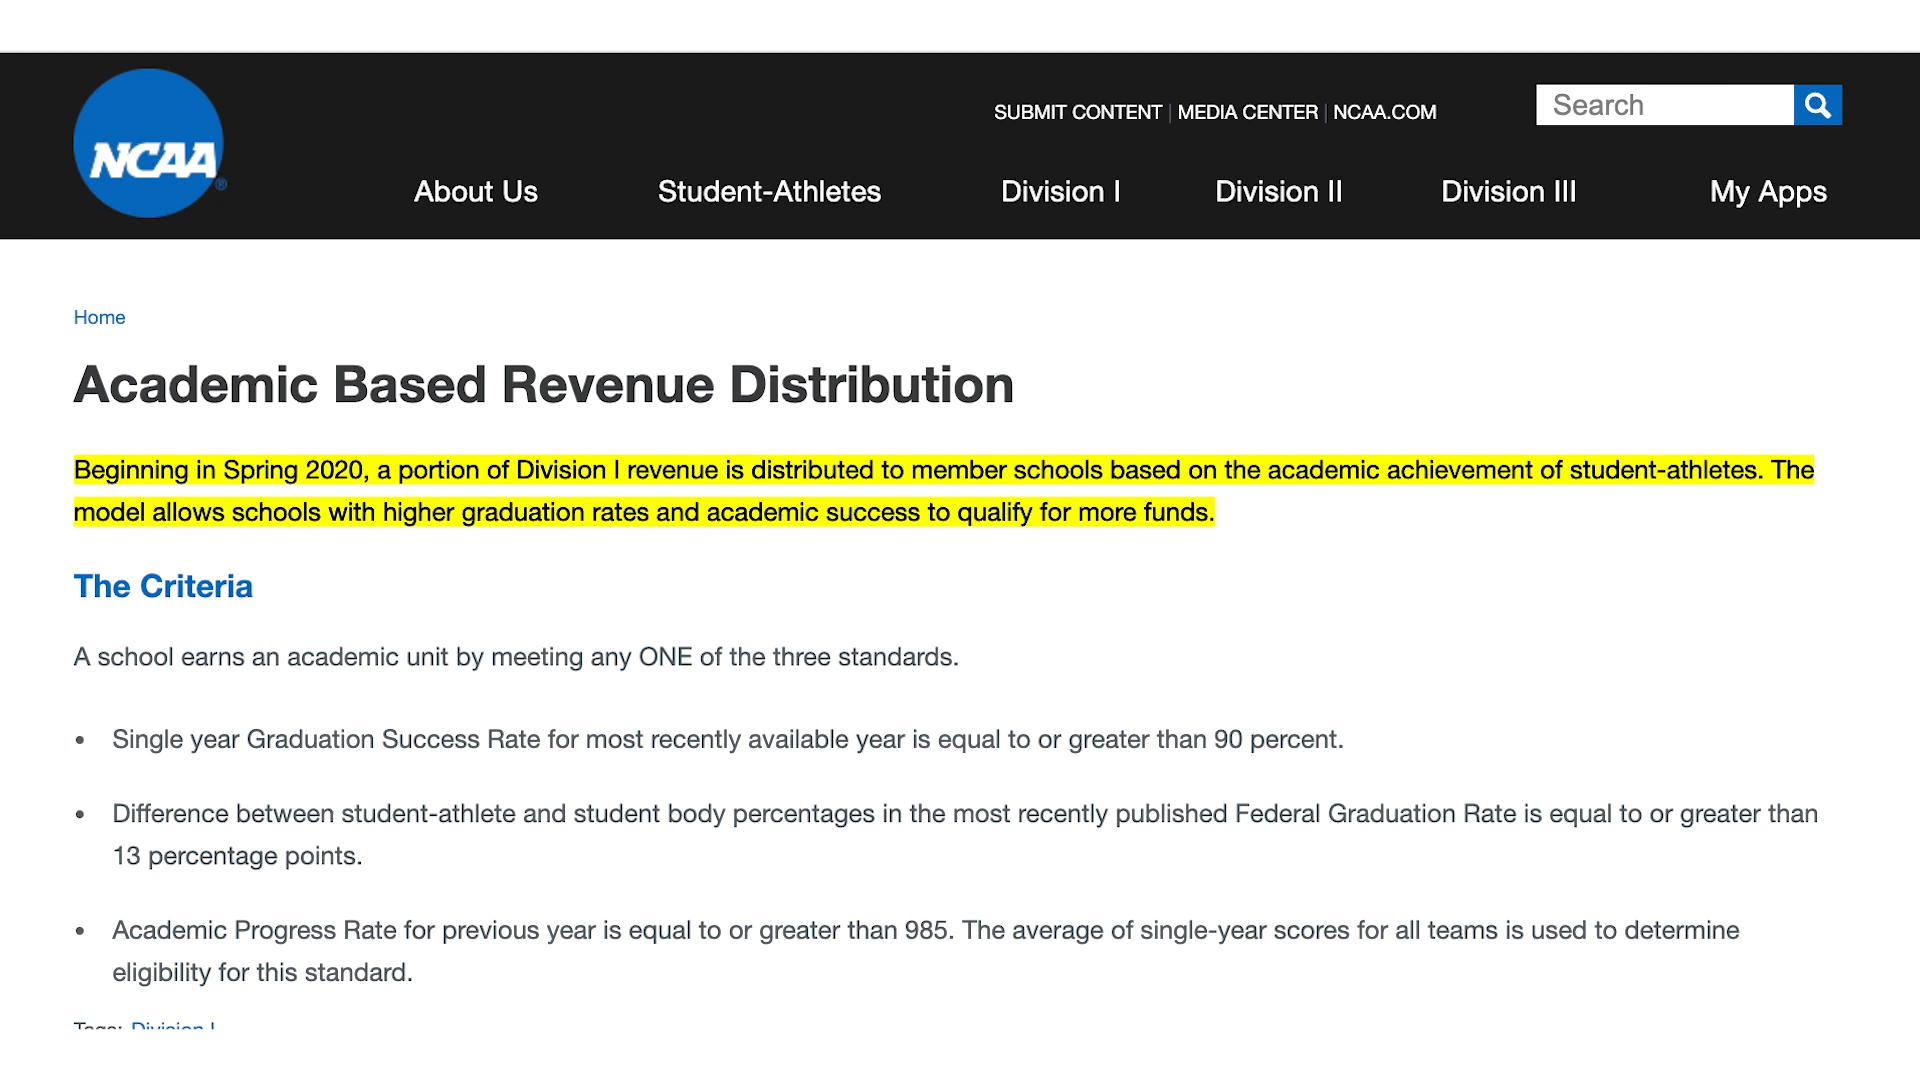 SUBMIT CONTENT | MEDIA CENTER | NCAA.COM
Search
NCAA®
About Us Student-Athletes Division I Division II Division III My Apps
Home
Academic Based Revenue Distribution
Beginning in Spring 2020, a portion of Division I revenue is distributed to member schools based on the academic achievement of student-athletes. The
model allows schools with higher graduation rates and academic success to qualify for more funds.
The Criteria
A school earns an academic unit by meeting any ONE of the three standards.
• Single year Graduation Success Rate for most recently available year is equal to or greater than 90 percent.
• Difference between student-athlete and student body percentages in the most recently published Federal Graduation Rate is equal to or greater than
13 percentage points.
• Academic Progress Rate for previous year is equal to or greater than 985. The average of single-year scores for all teams is used to determine
eligibility for this standard.
Tags: Division I